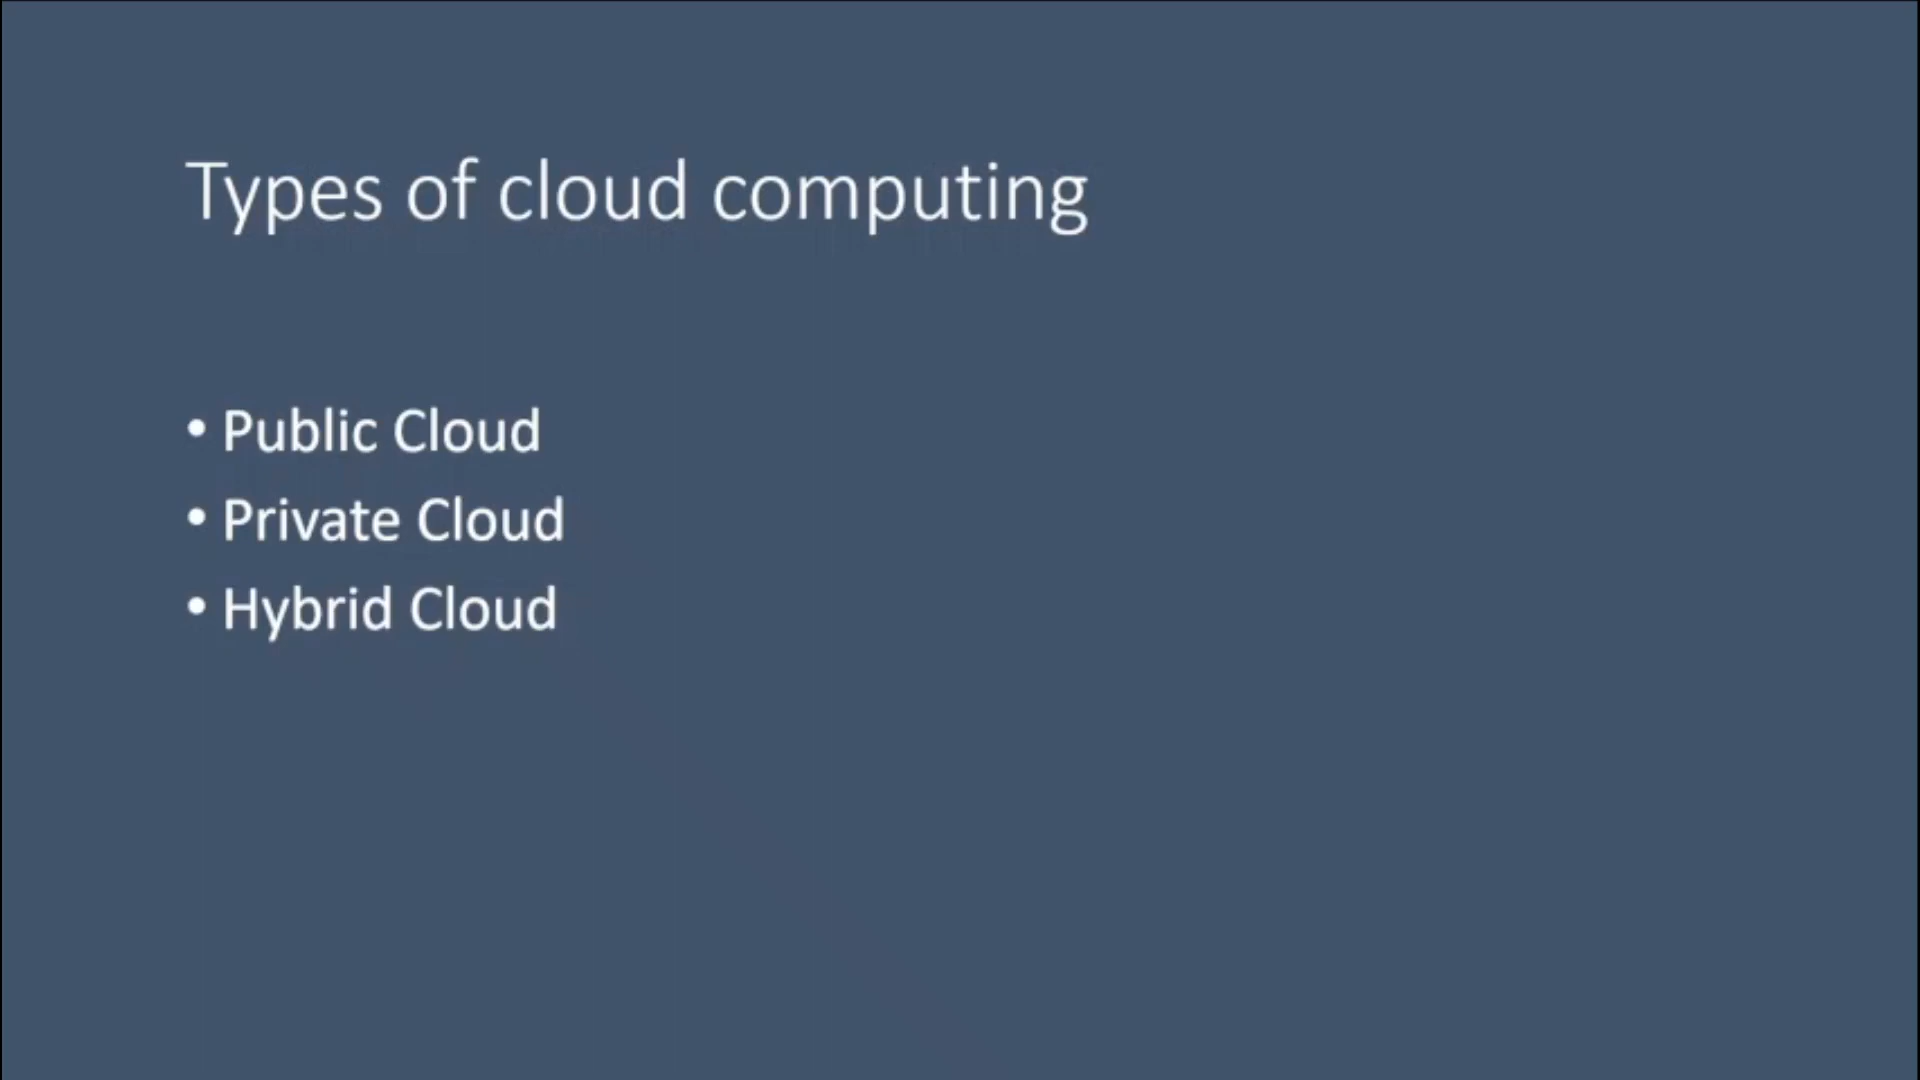 Types of cloud computing
• Public Cloud
• Private Cloud
• Hybrid Cloud